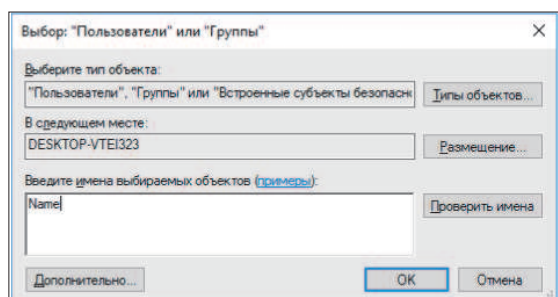 Выбор: "Пользователи" или "Группы"
Выберите тип объекта:
"Пользователи", "Группы" или "Встроенные субъекты безопасн
Типы объектов...
В следующем месте:
DESKTOP-VTEI323
Размещение...
Введите имена выбираемых объектов (примеры):
Name
Проверить имена
Дополнительно...
OK
Отмена